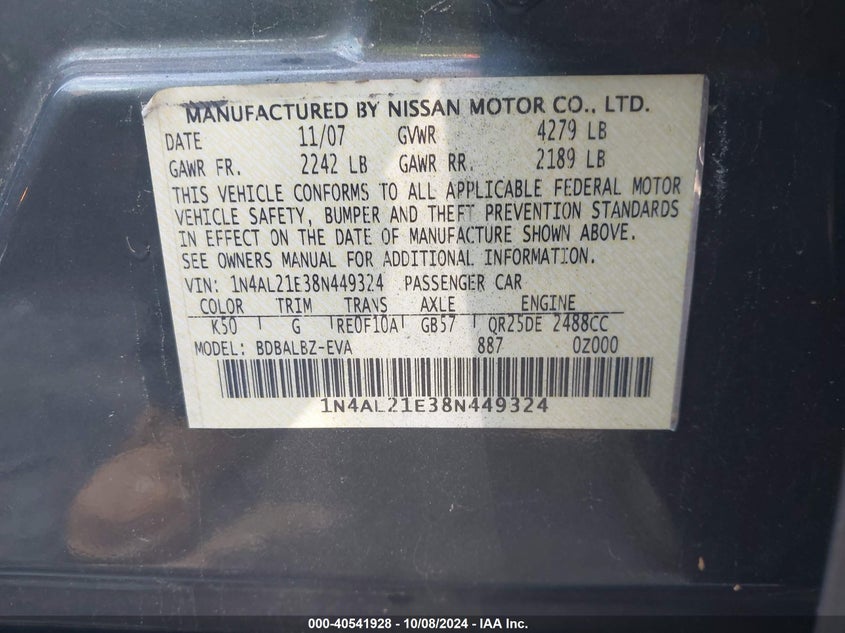 MANUFACTURED BY NISSAN MOTOR CO., LTD.
DATE 11/07 GVWR 4279 LB
GAWR FR. 2242 LB GAWR RR. 2189 LB
THIS VEHICLE CONFORMS TO ALL APPLICABLE FEDERAL MOTOR
VEHICLE SAFETY, BUMPER AND THEFT PREVENTION STANDARDS
IN EFFECT ON THE DATE OF MANUFACTURE SHOWN ABOVE.
SEE OWNERS MANUAL FOR ADDITIONAL INFORMATION.
VIN: 1N4AL21E38N449324 PASSENGER CAR
COLOR TRIM TRANS AXLE ENGINE
K50 G RE0F10A GB57 QR25DE 2488CC
MODEL: BDBALBZ-EVA 887 0Z000
1N4AL21E38N449324
000-40541928 - 10/08/2024 - IAA Inc.